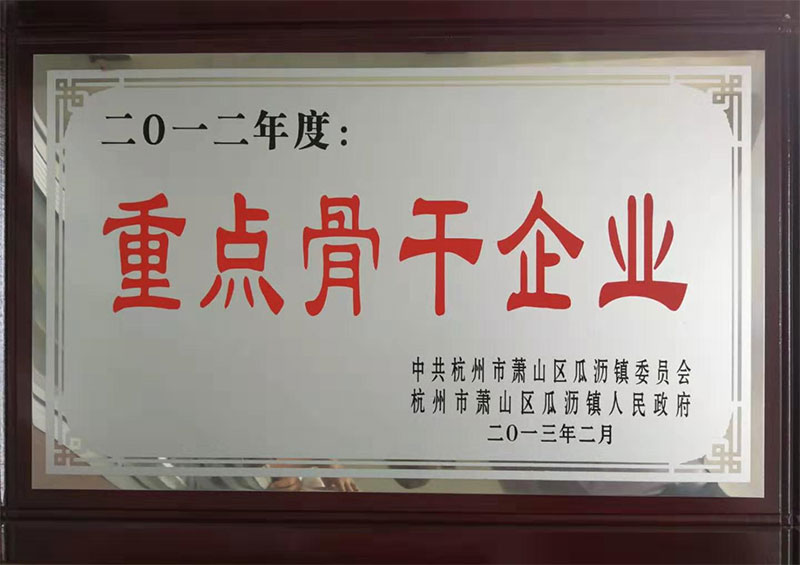 二〇一二年度：
重点骨干企业
中共杭州市萧山区瓜沥镇委员会
杭州市萧山区瓜沥镇人民政府
二〇一三年二月